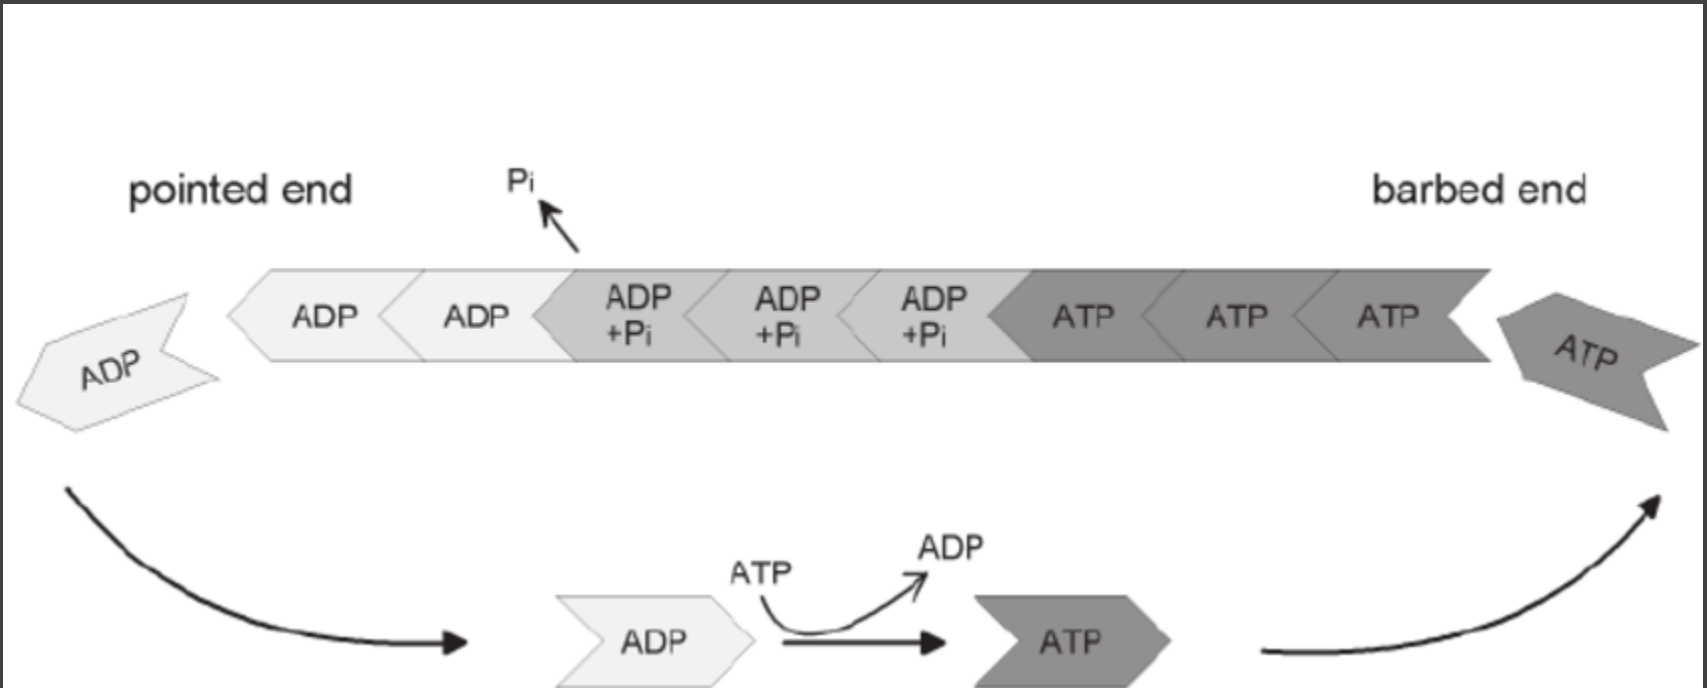 Pi
pointed end
barbed end
ADP
ADP
ADP
+Pi
ADP
+Pi
ADP
+Pi
ATP
ATP
ATP
ADP
ATP
ATP
ADP
ADP
ATP